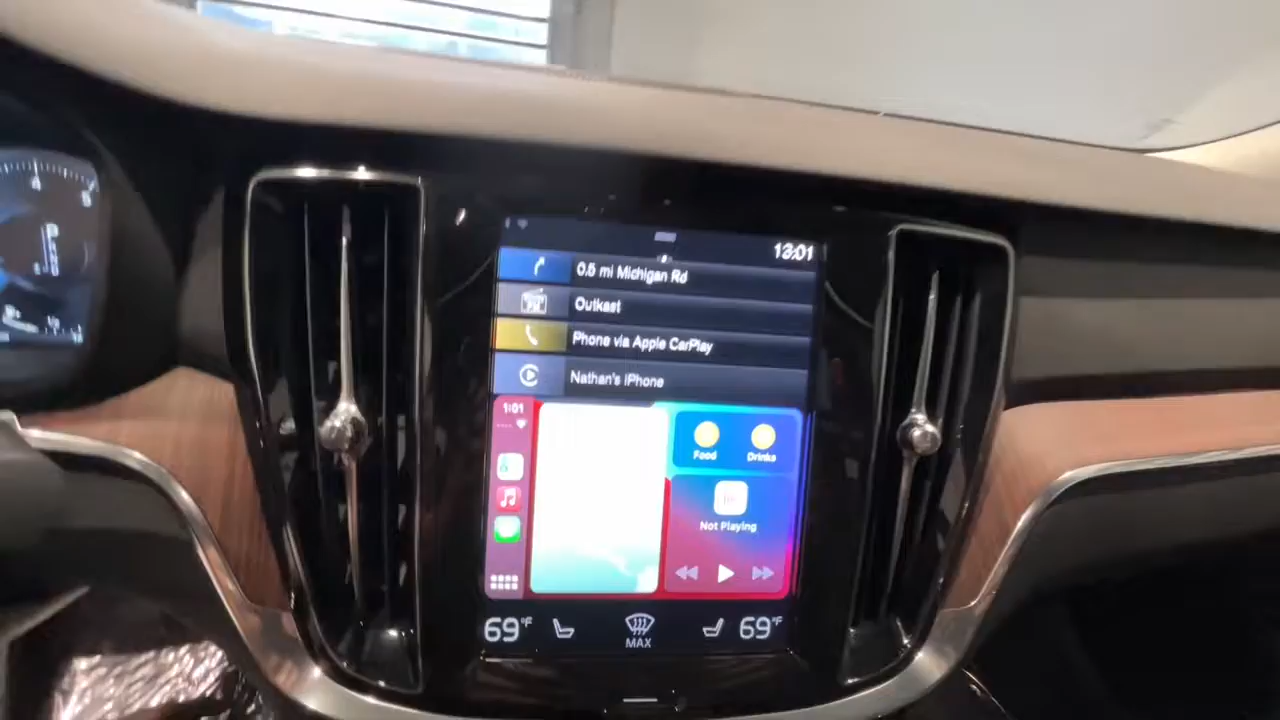 13:01
0.5 mi Michigan Rd
Outkast
Phone via Apple CarPlay
Nathan's iPhone
1:01
Food Drinks
Not Playing
69°F MAX 69°F